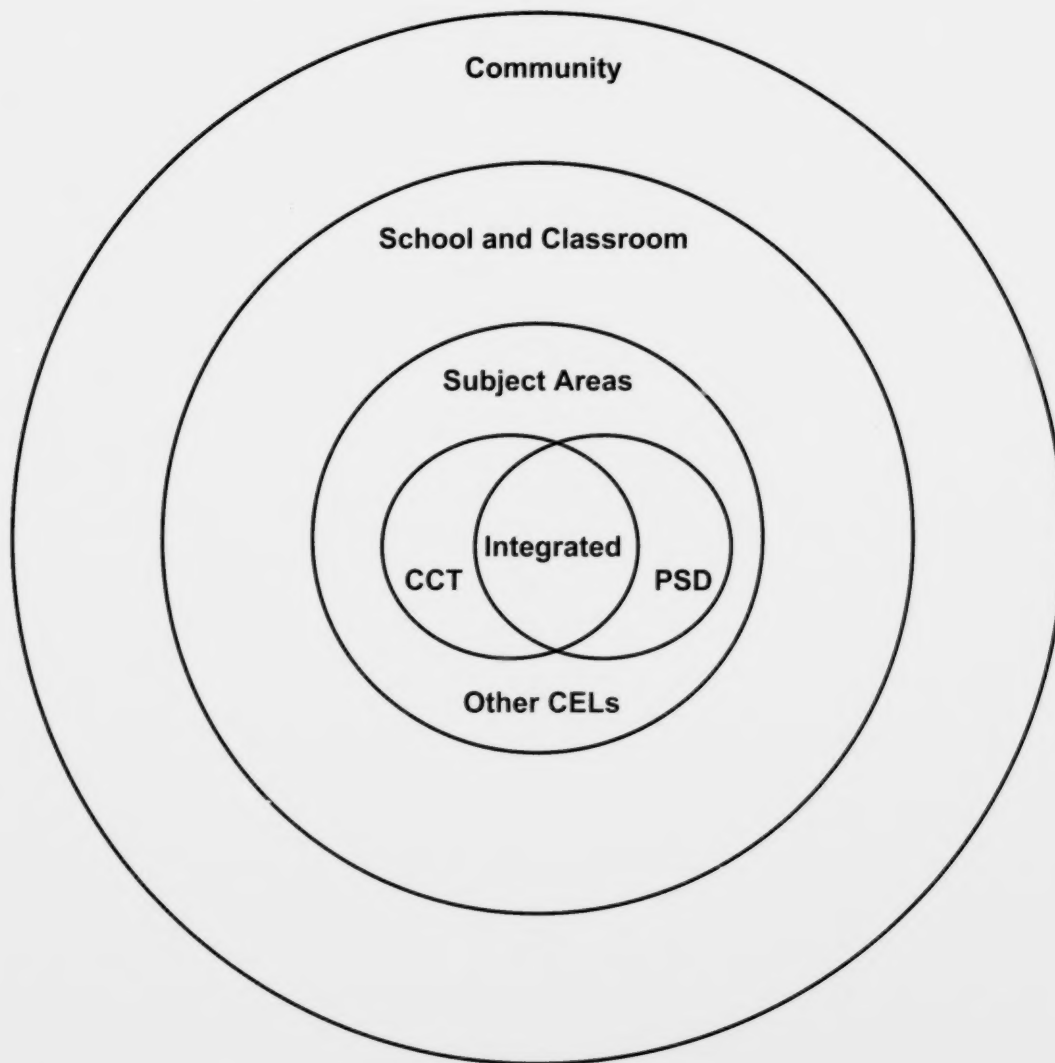 Community
School and Classroom
Subject Areas
Integrated
CCT
PSD
Other CELs